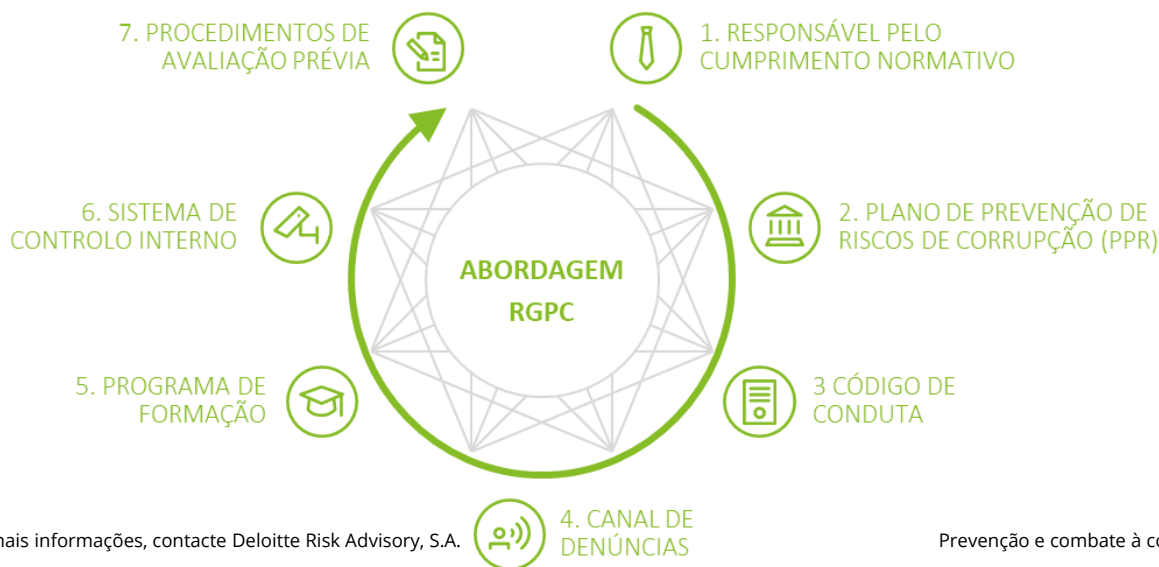 7. PROCEDIMENTOS DE
AVALIAÇÃO PRÉVIA
1. RESPONSÁVEL PELO
CUMPRIMENTO NORMATIVO
6. SISTEMA DE
CONTROLO INTERNO
2. PLANO DE PREVENÇÃO DE
RISCOS DE CORRUPÇÃO (PPR)
ABORDAGEM
RGPC
5. PROGRAMA DE
FORMAÇÃO
3 CÓDIGO DE
CONDUTA
4. CANAL DE
DENÚNCIAS
informações, contacte Deloitte Risk Advisory, S.A.
Prevenção e combate à